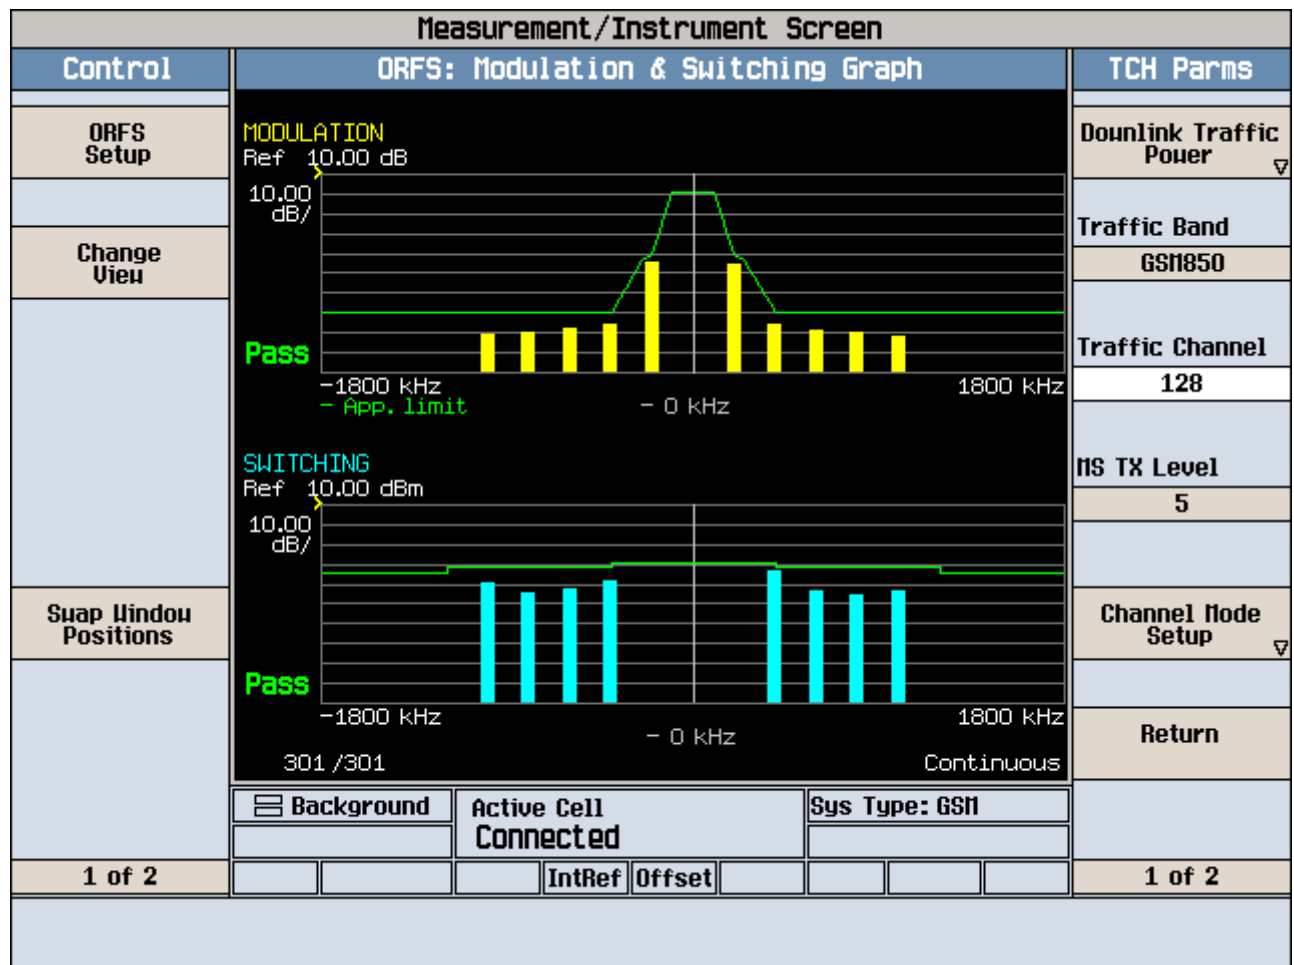 Measurement/Instrument Screen
Control
ORFS: Modulation & Switching Graph
TCH Parms
ORFS
Setup
Change
View
Swap Window
Positions
1 of 2
MODULATION
Ref 10.00 dB
10.00
dB/
Pass
-1800 kHz
1800 kHz
- App. limit
- 0 kHz
SWITCHING
Ref 10.00 dBm
10.00
dB/
Pass
-1800 kHz
1800 kHz
- 0 kHz
301/301
Continuous
Background
Active Cell
Connected
Sys Type: GSM
IntRef
Offset
Downlink Traffic
Power
Traffic Band
GSM850
Traffic Channel
128
MS TX Level
5
Channel Mode
Setup
Return
1 of 2